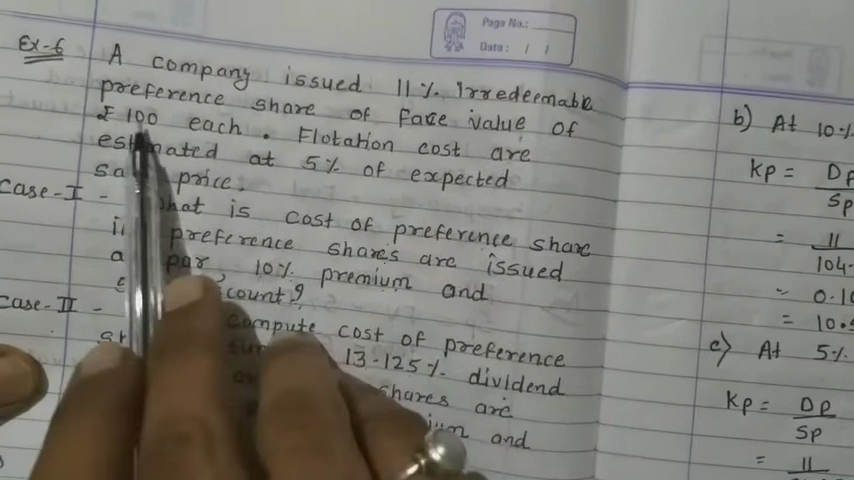 Page No.:
Date: / /
Ex-6 A company issued 11% Irredeemable
preference share of face value of
₹ 100 each. Flotation cost are
estimated at 5% of expected
price.
Case-I - What is cost of preference share
preference shares are issued
par, 10% premium and
Case-II - compute cost of preference
13.125% dividend
shares are
and
b) At 10%
Kp = Dp
Sp
= 11
104.
=
= 10.
c) At 5%
Kp = Dp
Sp
= 11